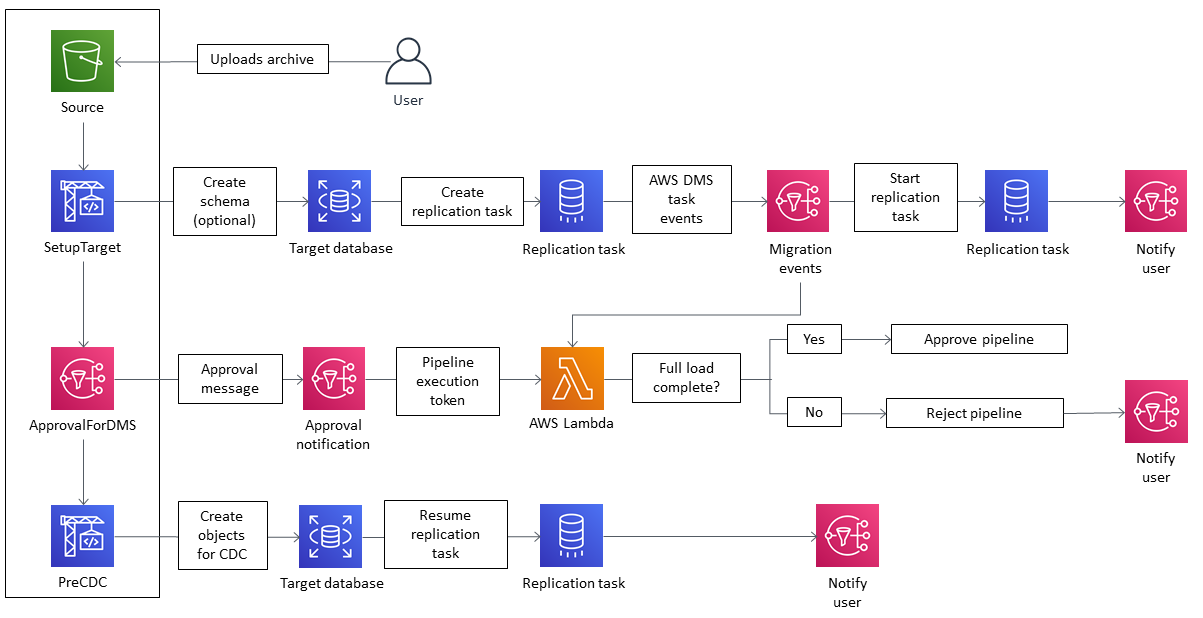 Uploads archive
User
Source
Create
schema
(optional)
Create
replication task
AWS DMS
task
events
Start
replication
task
SetupTarget
Target database
Replication task
Migration
events
Replication task
Notify
user
Approval
message
Pipeline
execution
token
Full load
complete?
Yes
Approve pipeline
No
Reject pipeline
ApprovalForDMS
Approval
notification
AWS Lambda
Notify
user
Create
objects
for CDC
Resume
replication
task
PreCDC
Target database
Replication task
Notify
user